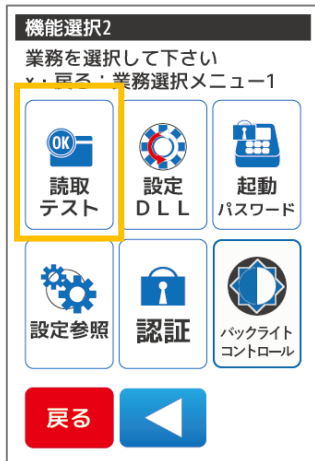 機能選択2
業務を選択して下さい
×・戻る：業務選択メニュー1
OK
読取
テスト
設定
DLL
起動
パスワード
設定参照
認証
バックライト
コントロール
戻る